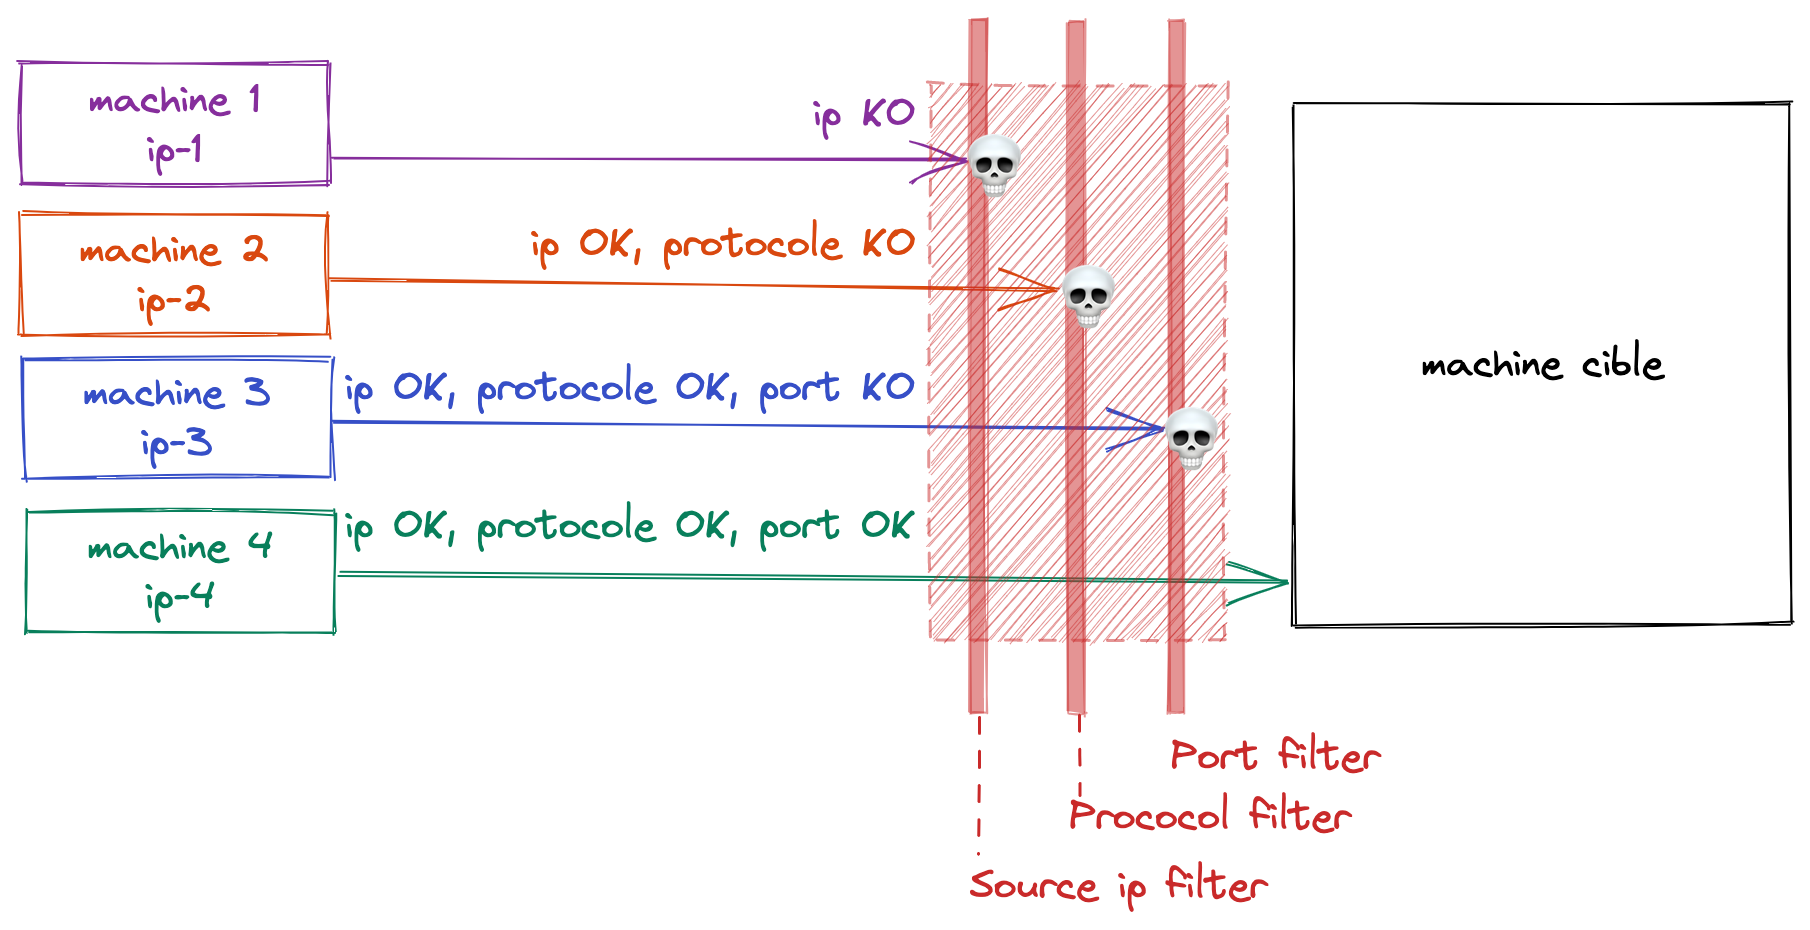 machine 1
ip-1
ip KO
machine 2
ip-2
ip OK, protocole KO
machine 3
ip-3
ip OK, protocole OK, port KO
machine 4
ip-4
ip OK, protocole OK, port OK
machine cible
Port filter
Prococol filter
Source ip filter